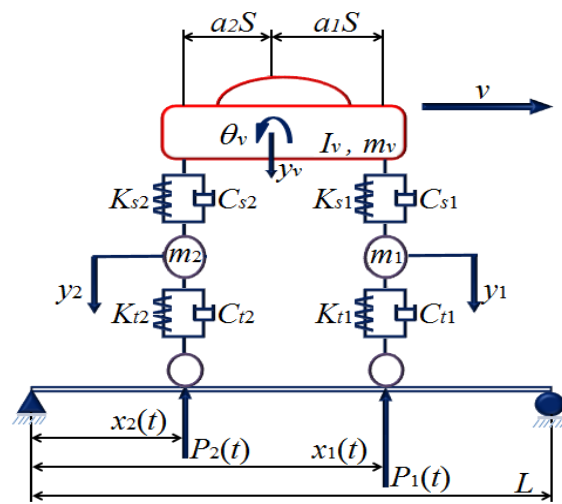 a2S a1S
v
θv Iv , mv
yv
Ks2 Cs2 Ks1 Cs1
m2 m1
y2 y1
Kt2 Ct2 Kt1 Ct1
x2(t)
P2(t) x1(t)
P1(t)
L